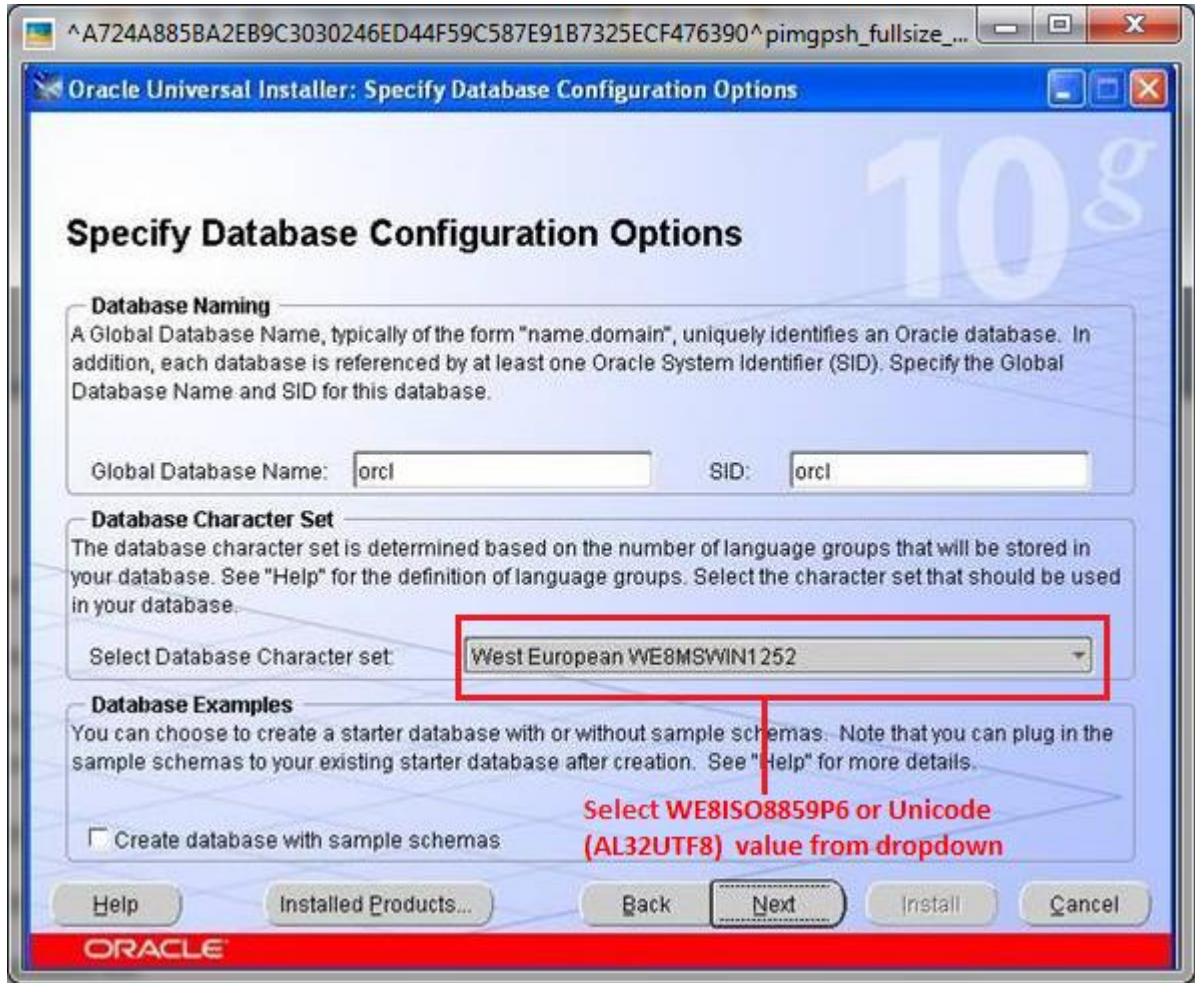 ^A724A885BA2EB9C3030246ED44F59C587E91B7325ECF476390^pimgpsh_fullsize_...
Oracle Universal Installer: Specify Database Configuration Options
10g
Specify Database Configuration Options
Database Naming
A Global Database Name, typically of the form "name.domain", uniquely identifies an Oracle database. In
addition, each database is referenced by at least one Oracle System Identifier (SID). Specify the Global
Database Name and SID for this database.
Global Database Name: orcl SID: orcl
Database Character Set
The database character set is determined based on the number of language groups that will be stored in
your database. See "Help" for the definition of language groups. Select the character set that should be used
in your database.
Select Database Character set: West European WE8MSWIN1252
Database Examples
You can choose to create a starter database with or without sample schemas. Note that you can plug in the
sample schemas to your existing starter database after creation. See "Help" for more details.
Select WE8ISO8859P6 or Unicode
(AL32UTF8) value from dropdown
Create database with sample schemas
Help Installed Products... Back Next Install Cancel
ORACLE